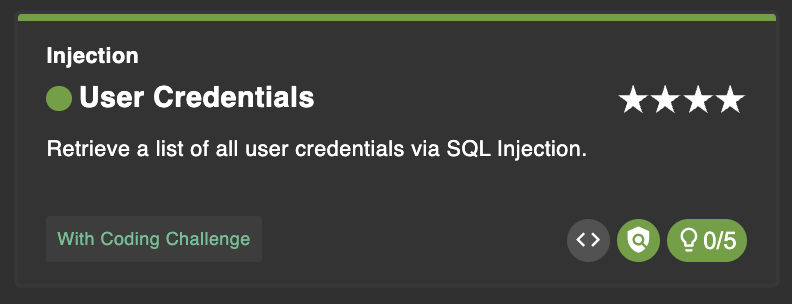 Injection
User Credentials ★★★★
Retrieve a list of all user credentials via SQL Injection.
With Coding Challenge <> 0/5